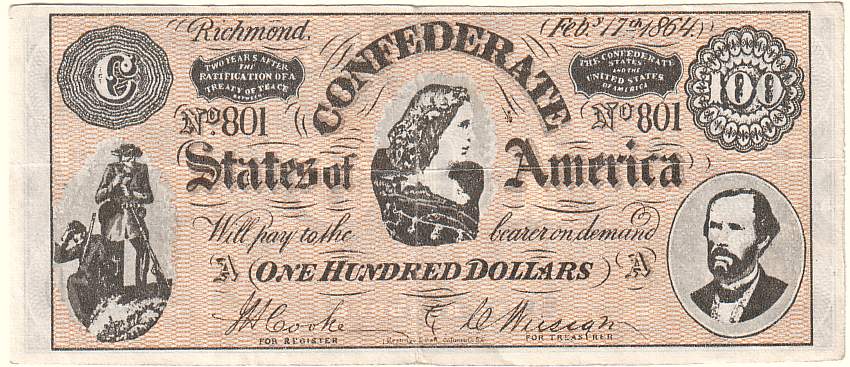 Richmond. Feby 17th 1864.
C
TWO YEARS AFTER
THE
RATIFICATION OF A
TREATY OF PEACE
BETWEEN
CONFEDERATE
THE CONFEDERATE
STATES
AND THE
UNITED STATES
OF AMERICA
100
No. 801
No 801
States of America
Will pay to the bearer on demand
A ONE HUNDRED DOLLARS A
FOR REGISTER
FOR TREASURER